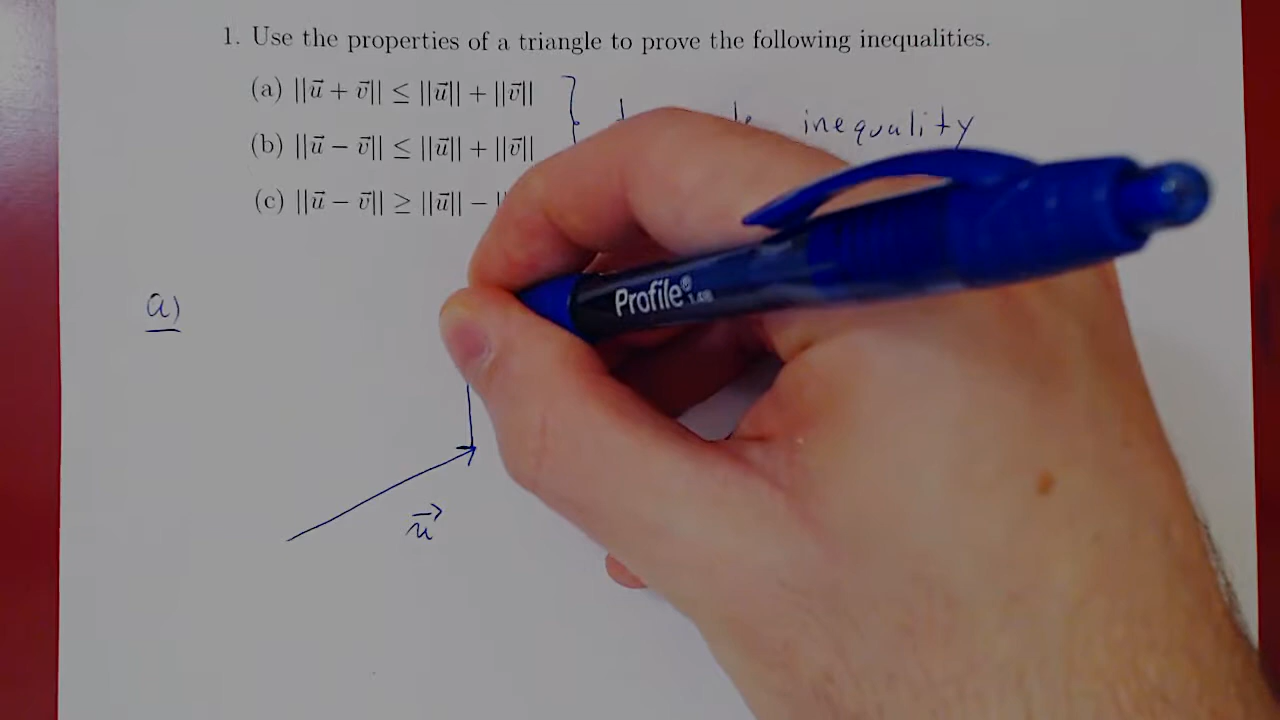 1. Use the properties of a triangle to prove the following inequalities.
(a) ||u⃗ + v⃗|| ≤ ||u⃗|| + ||v⃗||
inequality
(b) ||u⃗ − v⃗|| ≤ ||u⃗|| + ||v⃗||
(c) ||u⃗ − v⃗|| ≥ ||u⃗|| −
Profile®
a)
u⃗